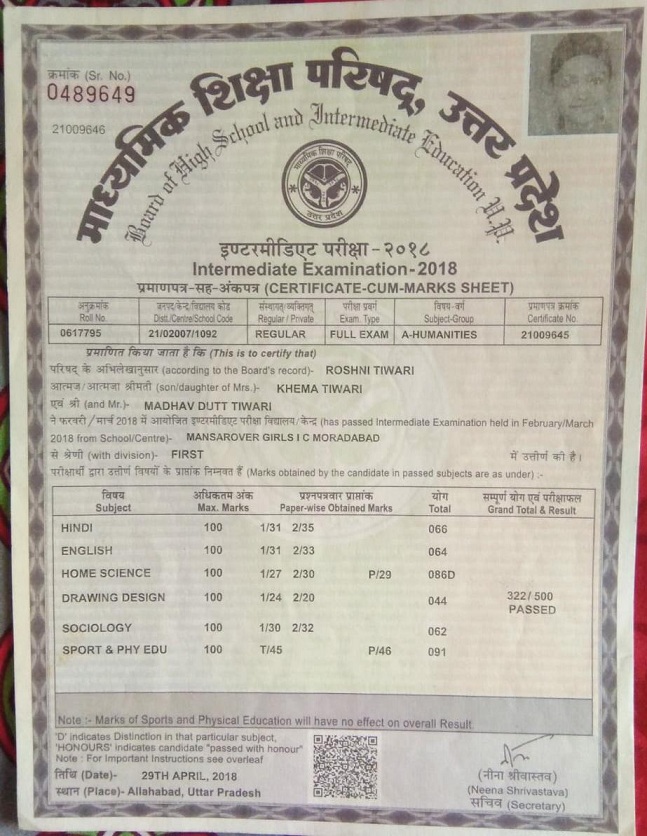 क्रमांक (Sr. No.)
0489649
21009646
माध्यमिक शिक्षा परिषद्, उत्तर प्रदेश
Board of High School and Intermediate Education U.P.
माध्यमिक शिक्षा परिषद्
उत्तर प्रदेश
इण्टरमीडिएट परीक्षा - २०१८
Intermediate Examination - 2018
प्रमाणपत्र-सह-अंकपत्र (CERTIFICATE-CUM-MARKS SHEET)
अनुक्रमांक जनपद/केन्द्र/विद्यालय कोड संस्थागत/व्यक्तिगत परीक्षा प्रवर्ग विषय-वर्ग प्रमाणपत्र क्रमांक
Roll No. Distt./Centre/School Code Regular / Private Exam. Type Subject-Group Certificate No.
0617795 21/02007/1092 REGULAR FULL EXAM A-HUMANITIES 21009645
प्रमाणित किया जाता है कि (This is to certify that)
परिषद् के अभिलेखानुसार (according to the Board's record)- ROSHNI TIWARI
आत्मज/आत्मजा श्रीमती (son/daughter of Mrs.)- KHEMA TIWARI
एवं श्री (and Mr.)- MADHAV DUTT TIWARI
ने फरवरी/मार्च 2018 में आयोजित इण्टरमीडिएट परीक्षा विद्यालय/केन्द्र (has passed Intermediate Examination held in February/March
2018 from School/Centre)- MANSAROVER GIRLS I C MORADABAD
से श्रेणी (with division)- FIRST में उत्तीर्ण की है।
परीक्षार्थी द्वारा उत्तीर्ण विषयों के प्राप्तांक निम्नवत हैं (Marks obtained by the candidate in passed subjects are as under) :-
विषय अधिकतम अंक प्रश्नपत्रवार प्राप्तांक योग सम्पूर्ण योग एवं परीक्षाफल
Subject Max. Marks Paper-wise Obtained Marks Total Grand Total & Result
HINDI 100 1/31 2/35 066
ENGLISH 100 1/31 2/33 064
HOME SCIENCE 100 1/27 2/30 P/29 086D
DRAWING DESIGN 100 1/24 2/20 044 322/ 500
PASSED
SOCIOLOGY 100 1/30 2/32 062
SPORT & PHY EDU 100 T/45 P/46 091
Note :- Marks of Sports and Physical Education will have no effect on overall Result
'D' indicates Distinction in that particular subject,
'HONOURS' indicates candidate "passed with honour"
Note : For Important Instructions see overleaf
तिथि (Date)- 29TH APRIL, 2018
स्थान (Place)- Allahabad, Uttar Pradesh
(नीना श्रीवास्तव)
(Neena Shrivastava)
सचिव (Secretary)